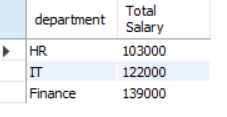 department Total
Salary
HR 103000
IT 122000
Finance 139000